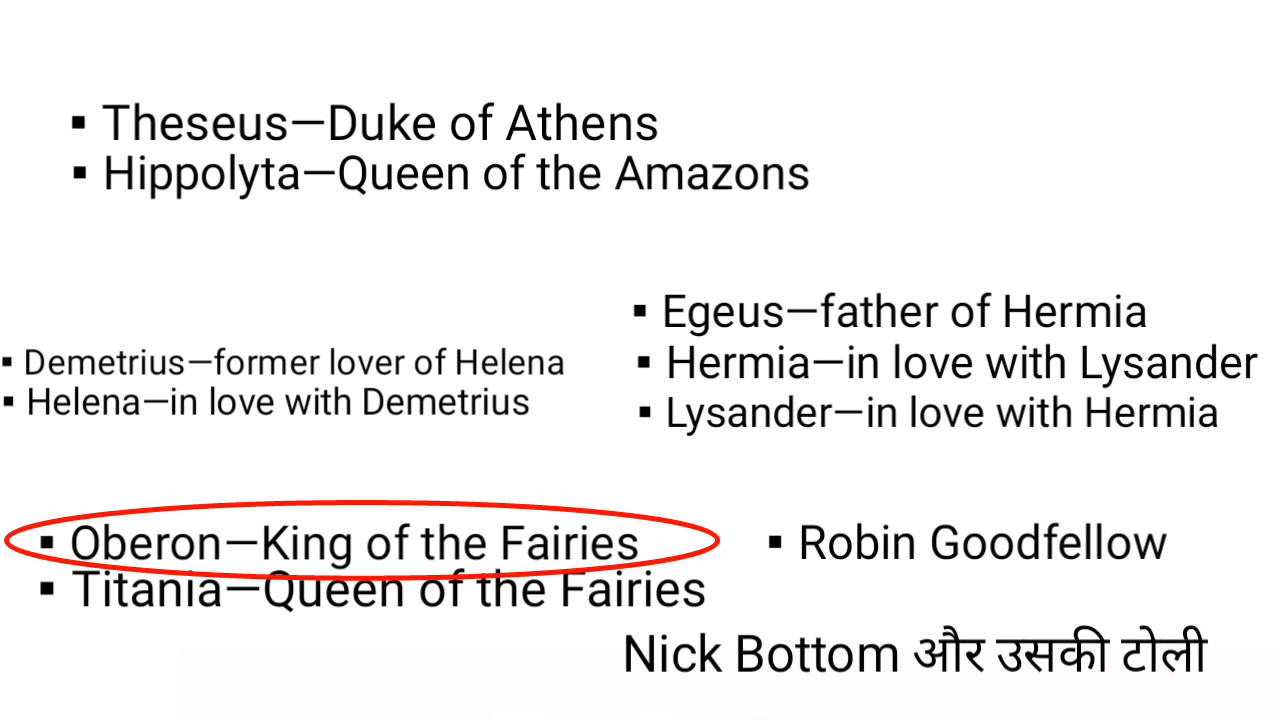 ▪ Theseus—Duke of Athens
▪ Hippolyta—Queen of the Amazons
▪ Egeus—father of Hermia
▪ Demetrius—former lover of Helena
▪ Hermia—in love with Lysander
▪ Helena—in love with Demetrius
▪ Lysander—in love with Hermia
▪ Oberon—King of the Fairies
▪ Robin Goodfellow
▪ Titania—Queen of the Fairies
Nick Bottom और उसकी टोली